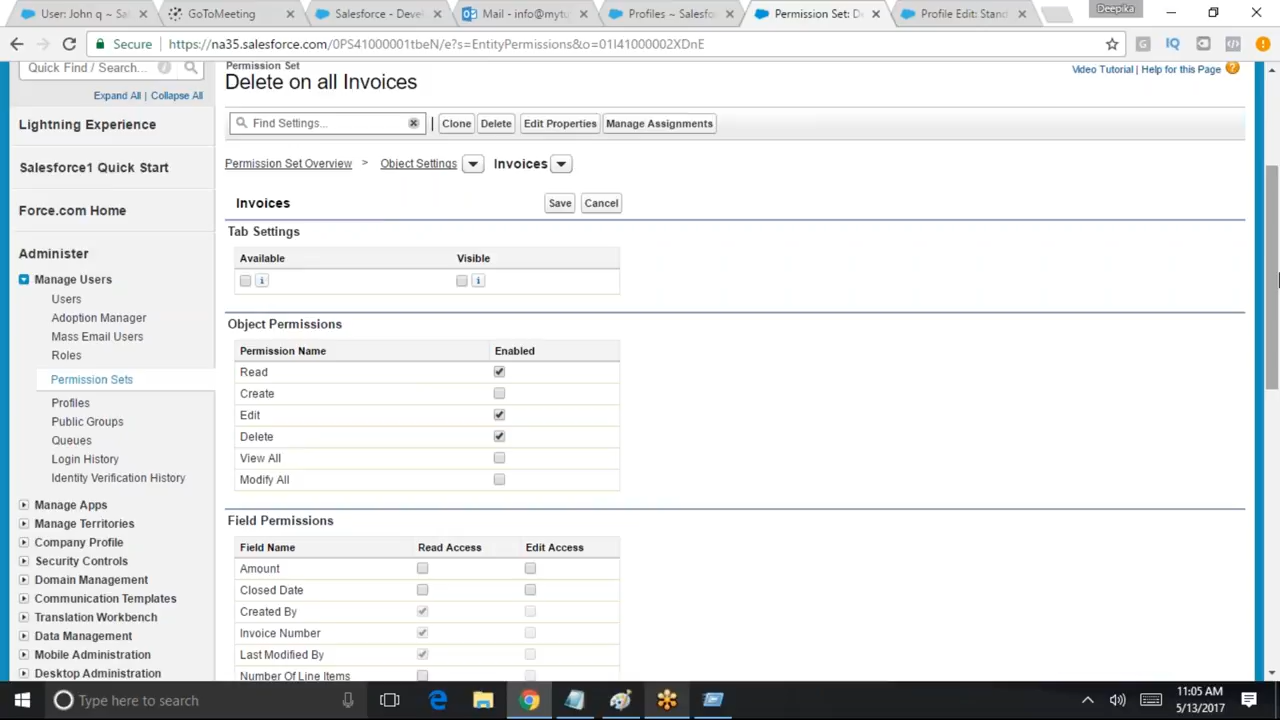 User: John q ~ Sa
GoToMeeting
Salesforce - Deve
Mail - info@mytu
Profiles ~ Salesfo
Permission Set: De
Profile Edit: Stand
Deepika
Secure
https://na35.salesforce.com/0PS41000001tbeN/e?s=EntityPermissions&o=01I41000002XDnE
Quick Find / Search...
Expand All | Collapse All
Lightning Experience
Salesforce1 Quick Start
Force.com Home
Administer
Manage Users
Users
Adoption Manager
Mass Email Users
Roles
Permission Sets
Profiles
Public Groups
Queues
Login History
Identity Verification History
Manage Apps
Manage Territories
Company Profile
Security Controls
Domain Management
Communication Templates
Translation Workbench
Data Management
Mobile Administration
Desktop Administration
Permission Set
Delete on all Invoices
Video Tutorial | Help for this Page
Find Settings...
Clone
Delete
Edit Properties
Manage Assignments
Permission Set Overview > Object Settings Invoices
Invoices
Save
Cancel
Tab Settings
Available Visible
Object Permissions
Permission Name Enabled
Read
Create
Edit
Delete
View All
Modify All
Field Permissions
Field Name Read Access Edit Access
Amount
Closed Date
Created By
Invoice Number
Last Modified By
Number Of Line Items
Type here to search
11:05 AM
5/13/2017